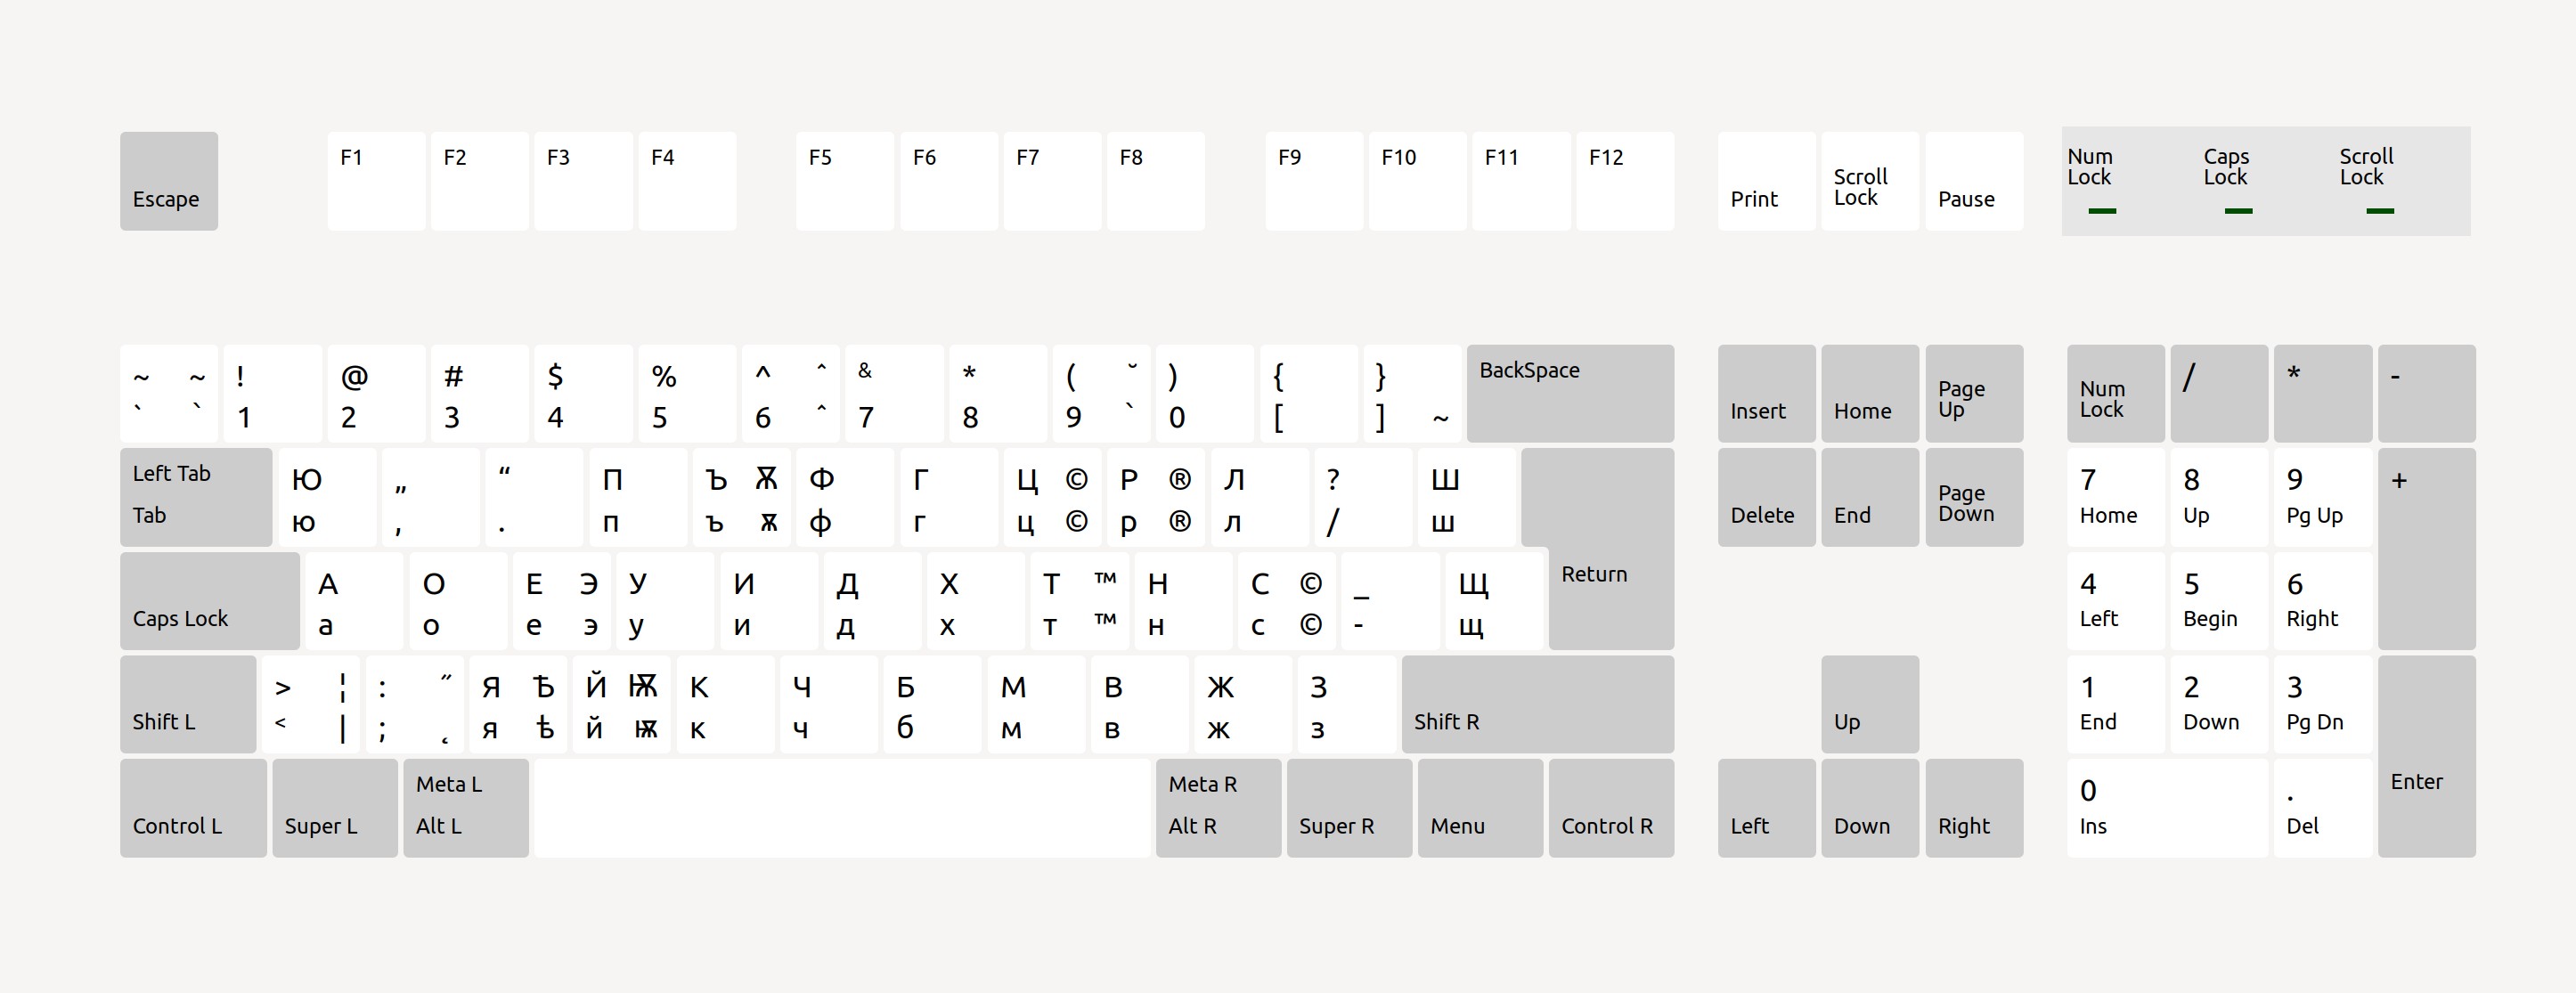 Escape F1 F2 F3 F4 F5 F6 F7 F8 F9 F10 F11 F12 Print Scroll Lock Pause Num Lock Caps Lock Scroll Lock
~ ~ ! @ # $ % ^ ˆ & * ( ˘ ) { } BackSpace
` ` 1 2 3 4 5 6 ˆ 7 8 9 ` 0 [ ] ~
Insert Home Page Up Num Lock / * -
Left Tab Ю „ “ П Ъ Ѫ Ф Г Ц © Р ® Л ? Ш
Tab ю , . п ъ ѫ ф г ц © р ® л / ш
Delete End Page Down 7 8 9 +
Home Up Pg Up
Caps Lock А О Е Э У И Д Х Т ™ Н С © _ Щ Return
а о е э у и д х т ™ н с © - щ
4 5 6
Left Begin Right
Shift L > ¦ : ˝ Я Ѣ Й Ѭ К Ч Б М В Ж З Shift R
< | ; ˛ я ѣ й ѭ к ч б м в ж з
Up 1 2 3
End Down Pg Dn Enter
Control L Super L Meta L Meta R
Alt L Alt R Super R Menu Control R
Left Down Right 0 .
Ins Del